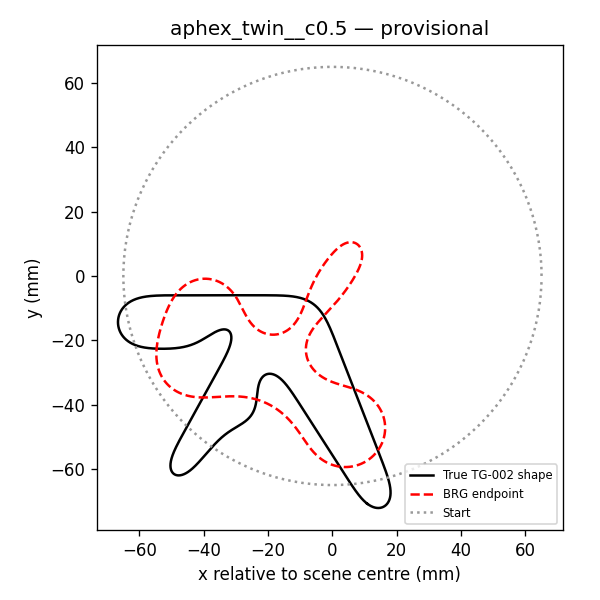 aphex_twin__c0.5 — provisional
y (mm)
60
40
20
0
−20
−40
−60
−60
−40
−20
0
20
40
60
x relative to scene centre (mm)
True TG-002 shape
BRG endpoint
Start